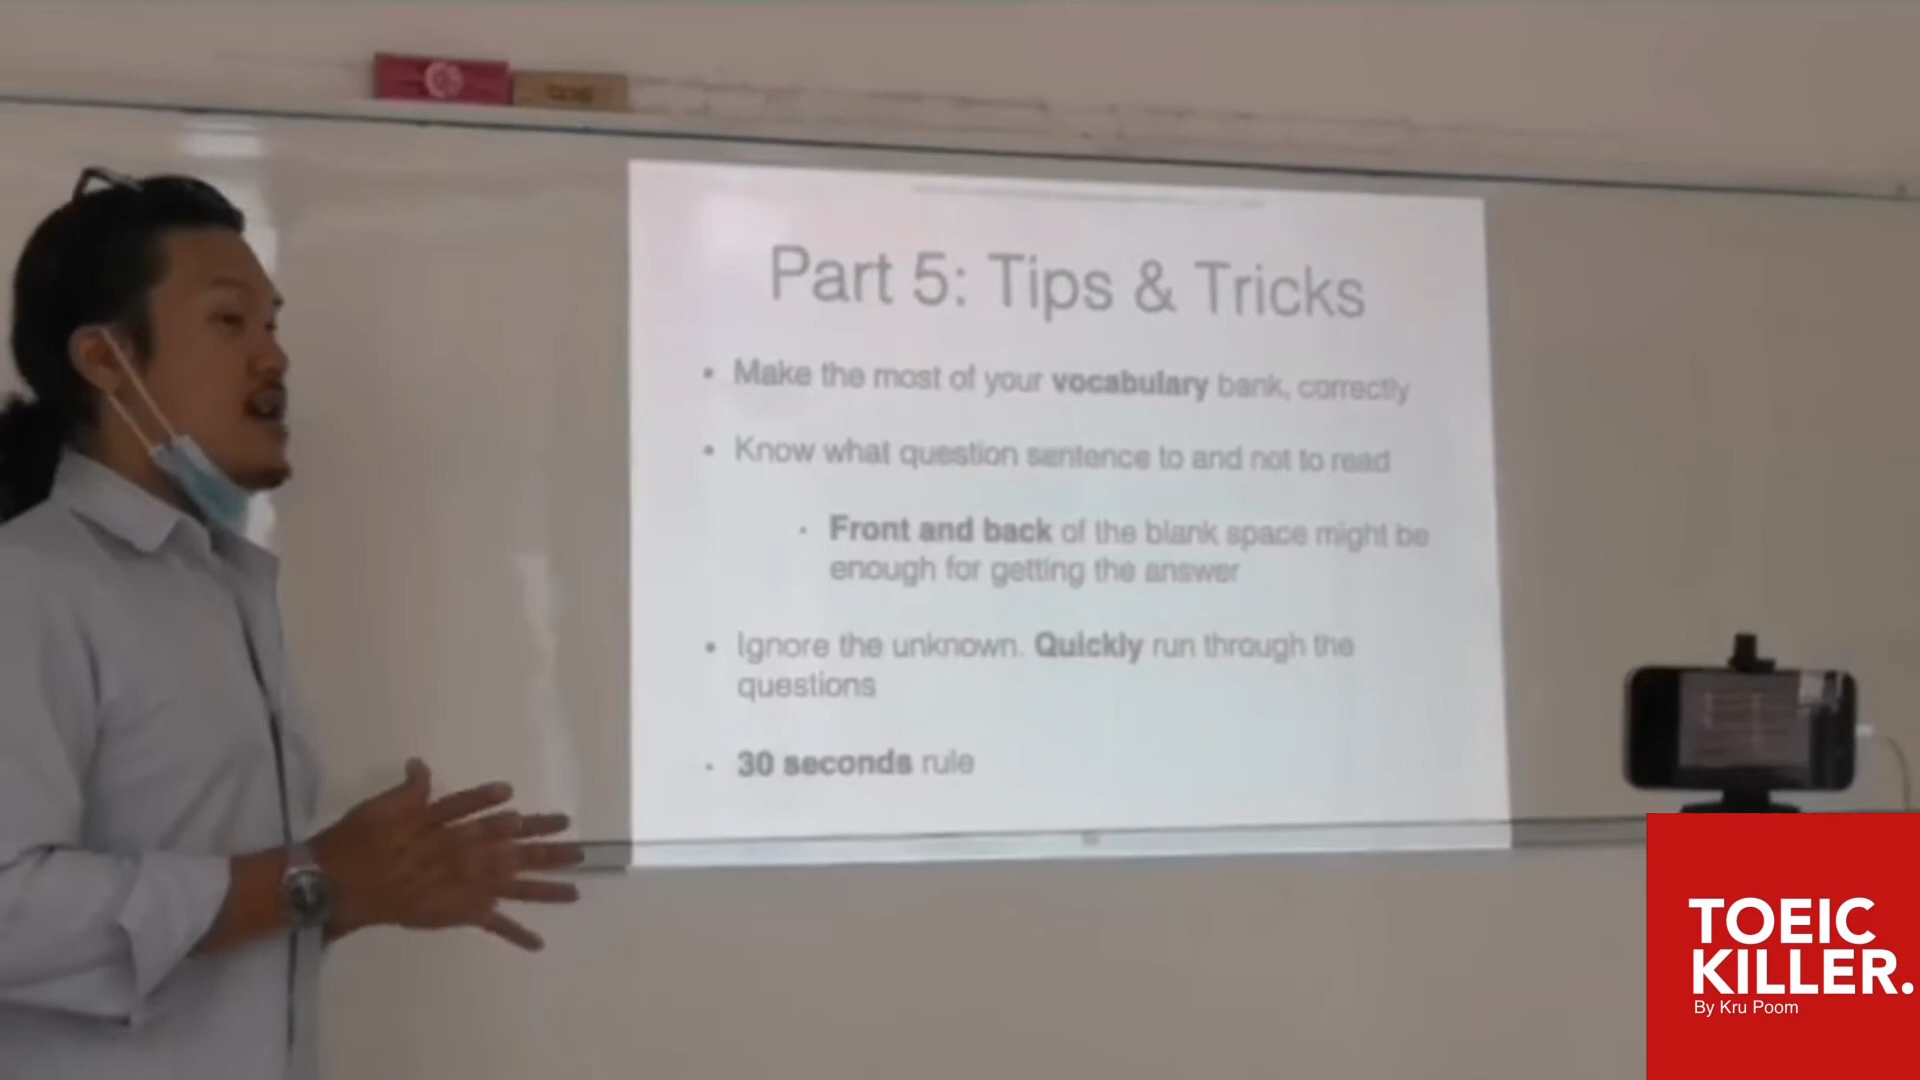 Part 5: Tips & Tricks
• Make the most of your vocabulary bank, correctly
• Know what question sentence to and not to read
• Front and back of the blank space might be
enough for getting the answer
• Ignore the unknown. Quickly run through the
questions
• 30 seconds rule
TOEIC
KILLER.
By Kru Poom